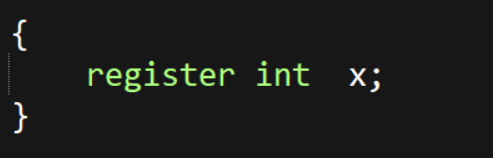 {
    register int  x;
}